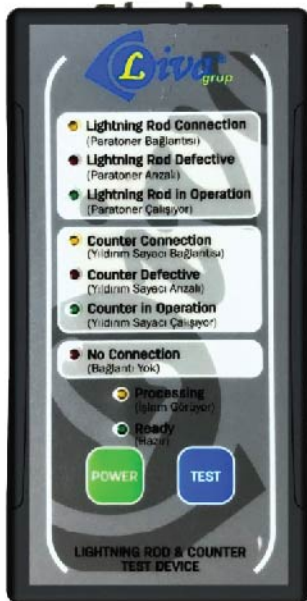 Liva
grup
Lightning Rod Connection
(Paratoner Bağlantısı)
Lightning Rod Defective
(Paratoner Arızalı)
Lightning Rod in Operation
(Paratoner Çalışıyor)
Counter Connection
(Yıldırım Sayacı Bağlantısı)
Counter Defective
(Yıldırım Sayacı Arızalı)
Counter in Operation
(Yıldırım Sayacı Çalışıyor)
No Connection
(Bağlantı Yok)
Processing
(İşlem Görüyor)
Ready
(Hazır)
POWER TEST
LIGHTNING ROD & COUNTER
TEST DEVICE